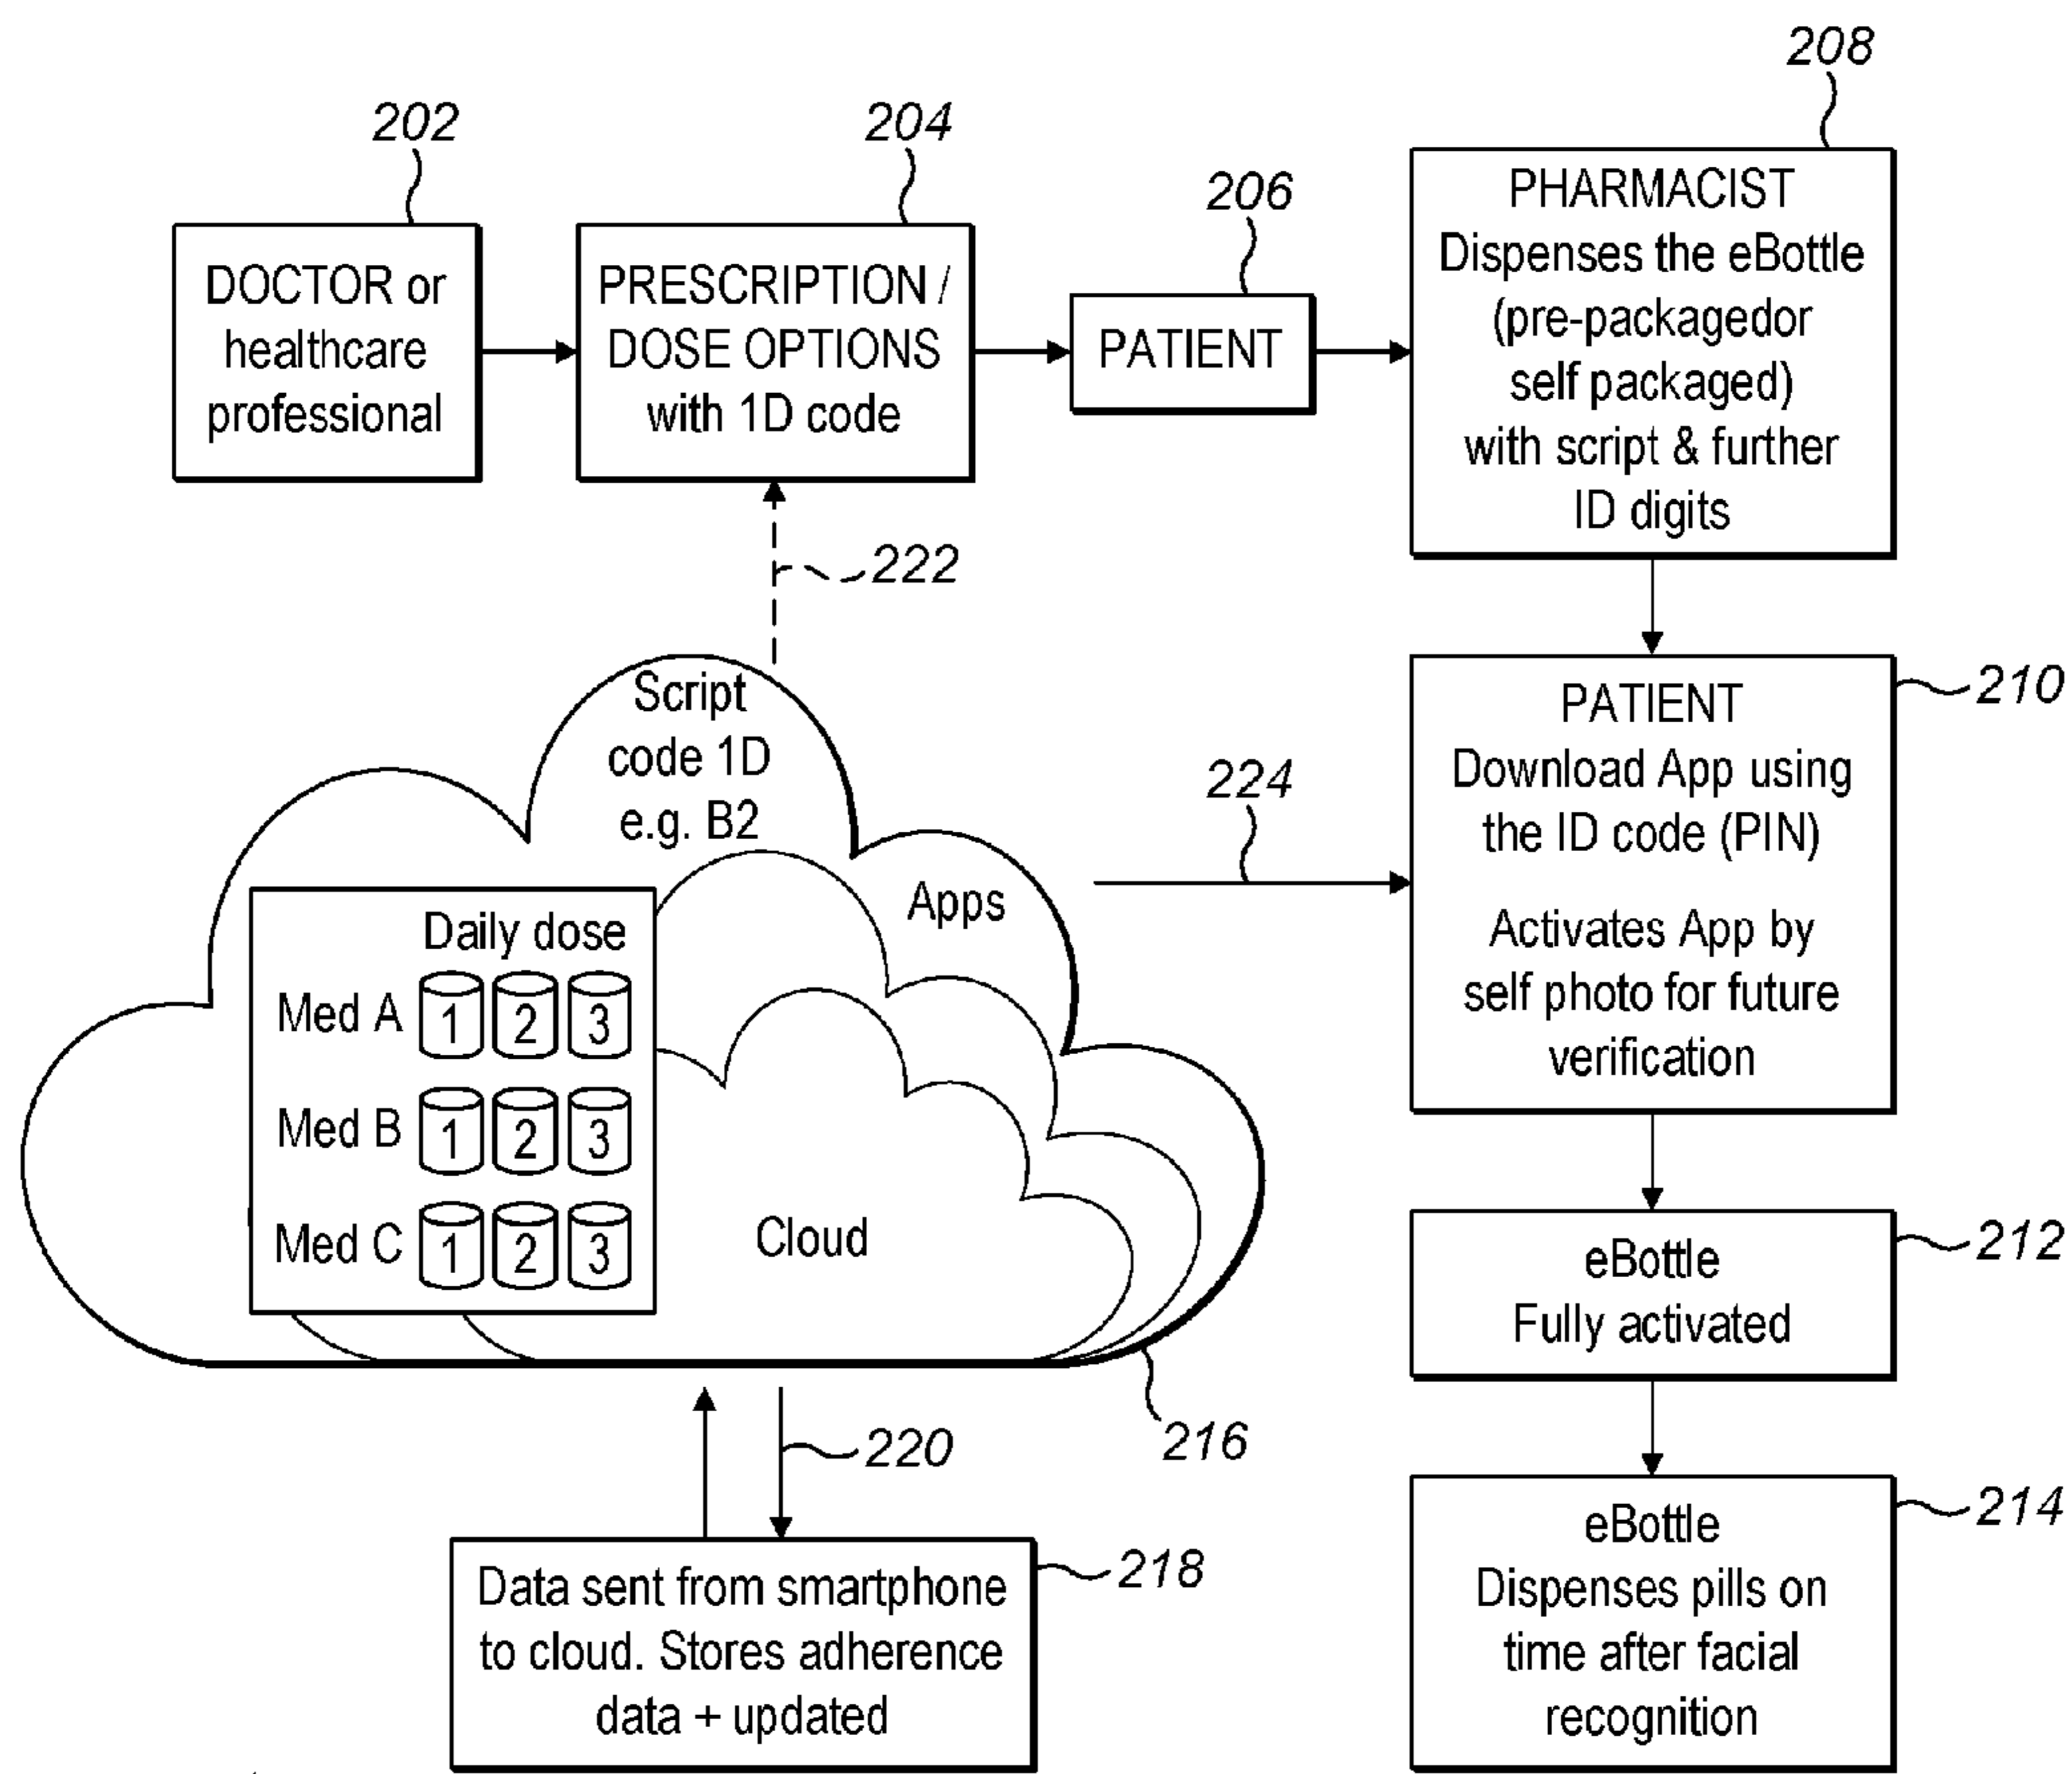 208
202
204
206
DOCTOR or
healthcare
professional
PRESCRIPTION /
DOSE OPTIONS
with 1D code
PATIENT
PHARMACIST
Dispenses the eBottle
(pre-packagedor
self packaged)
with script & further
ID digits
222
210
PATIENT
Download App using
the ID code (PIN)
Activates App by
self photo for future
verification
224
Script
code 1D
e.g. B2
Apps
Daily dose
Med A 1 2 3
Med B 1 2 3
Med C 1 2 3
Cloud
212
eBottle
Fully activated
216
220
214
eBottle
Dispenses pills on
time after facial
recognition
218
Data sent from smartphone
to cloud. Stores adherence
data + updated